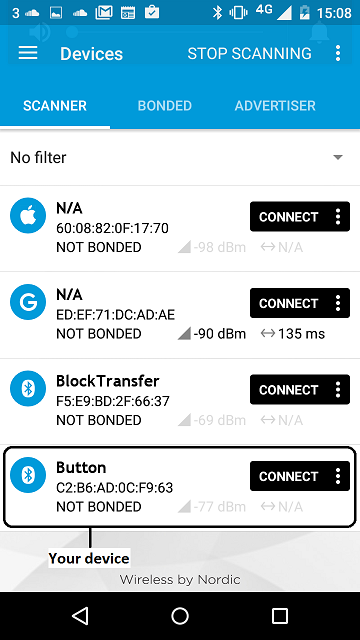 3 4G 15:08
Devices STOP SCANNING
SCANNER BONDED ADVERTISER
No filter
N/A
60:08:82:0F:17:70 CONNECT
NOT BONDED -98 dBm N/A
N/A
ED:EF:71:DC:AD:AE CONNECT
NOT BONDED -90 dBm 135 ms
BlockTransfer
F5:E9:BD:2F:66:37 CONNECT
NOT BONDED -69 dBm N/A
Button
C2:B6:AD:0C:F9:63 CONNECT
NOT BONDED -77 dBm N/A
Your device
Wireless by Nordic